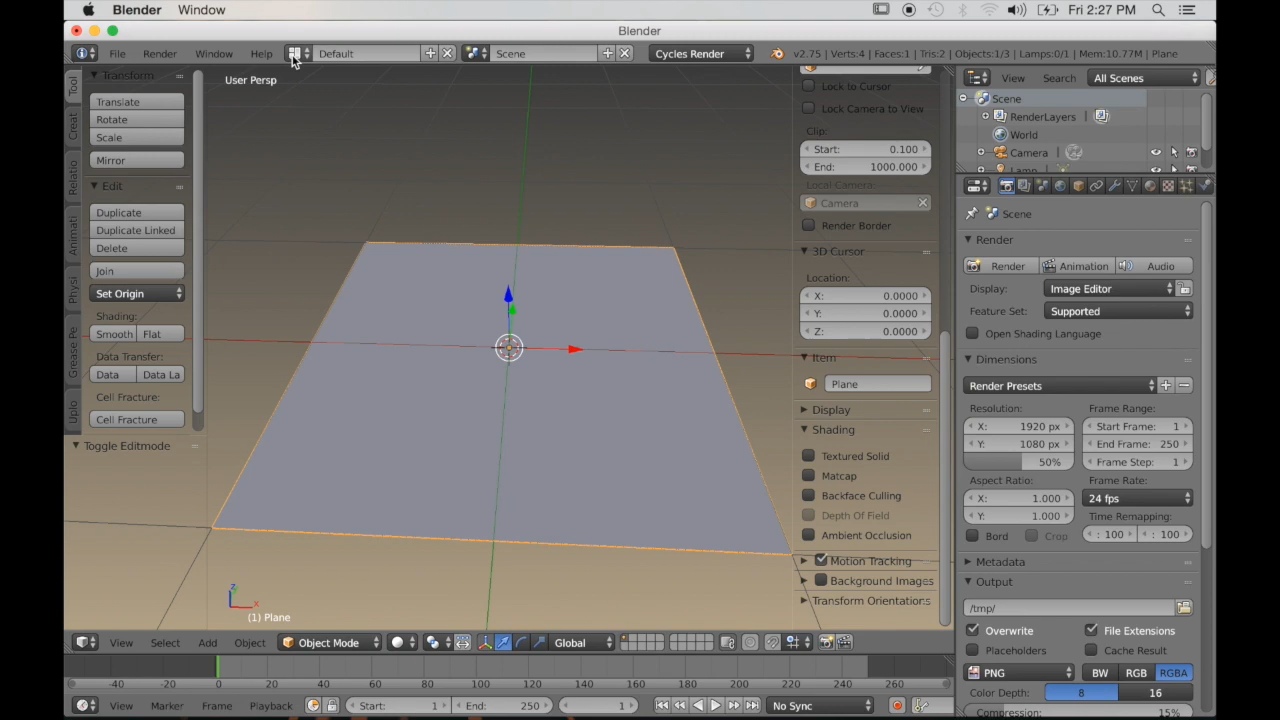 Blender Window Fri 2:27 PM
Blender
File Render Window Help Default Scene Cycles Render v2.75 | Verts:4 | Faces:1 | Tris:2 | Objects:1/3 | Lamps:0/1 | Mem:10.77M | Plane
Tool
Creat
Relatio
Animati
Physi
Grease Pe
Uplo
Transform
Translate
Rotate
Scale
Mirror
Edit
Duplicate
Duplicate Linked
Delete
Join
Set Origin
Shading:
Smooth Flat
Data Transfer:
Data Data La
Cell Fracture:
Cell Fracture
Toggle Editmode
User Persp
z
x
(1) Plane
Lock to Cursor
Lock Camera to View
Clip:
Start: 0.100
End: 1000.000
Local Camera:
Camera
Render Border
3D Cursor
Location:
X: 0.0000
Y: 0.0000
Z: 0.0000
Item
Plane
Display
Shading
Textured Solid
Matcap
Backface Culling
Depth Of Field
Ambient Occlusion
Motion Tracking
Background Images
Transform Orientations
View Search All Scenes
Scene
RenderLayers
World
Camera
Lamp
Scene
Render
Render Animation Audio
Display: Image Editor
Feature Set: Supported
Open Shading Language
Dimensions
Render Presets
Resolution: Frame Range:
X: 1920 px Start Frame: 1
Y: 1080 px End Frame: 250
50% Frame Step: 1
Aspect Ratio: Frame Rate:
X: 1.000 24 fps
Y: 1.000 Time Remapping:
Bord Crop : 100 : 100
Metadata
Output
/tmp/
Overwrite File Extensions
Placeholders Cache Result
PNG BW RGB RGBA
Color Depth: 8 16
Compression: 15%
View Select Add Object Object Mode Global
-40 -20 0 20 40 60 80 100 120 140 160 180 200 220 240 260
View Marker Frame Playback Start: 1 End: 250 1 No Sync